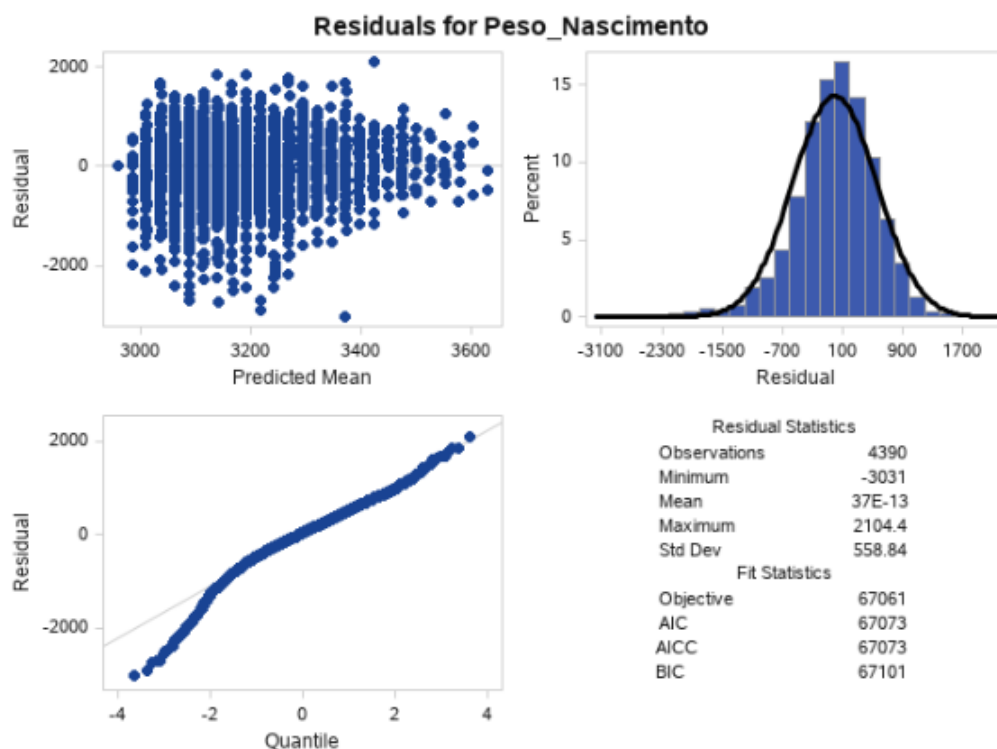 Residuals for Peso_Nascimento
2000
0
-2000
Residual
3000 3200 3400 3600
Predicted Mean
15
10
5
0
Percent
-3100 -2300 -1500 -700 100 900 1700
Residual
2000
0
-2000
Residual
-4 -2 0 2 4
Quantile
Residual Statistics
Observations 4390
Minimum -3031
Mean 37E-13
Maximum 2104.4
Std Dev 558.84
Fit Statistics
Objective 67061
AIC 67073
AICC 67073
BIC 67101